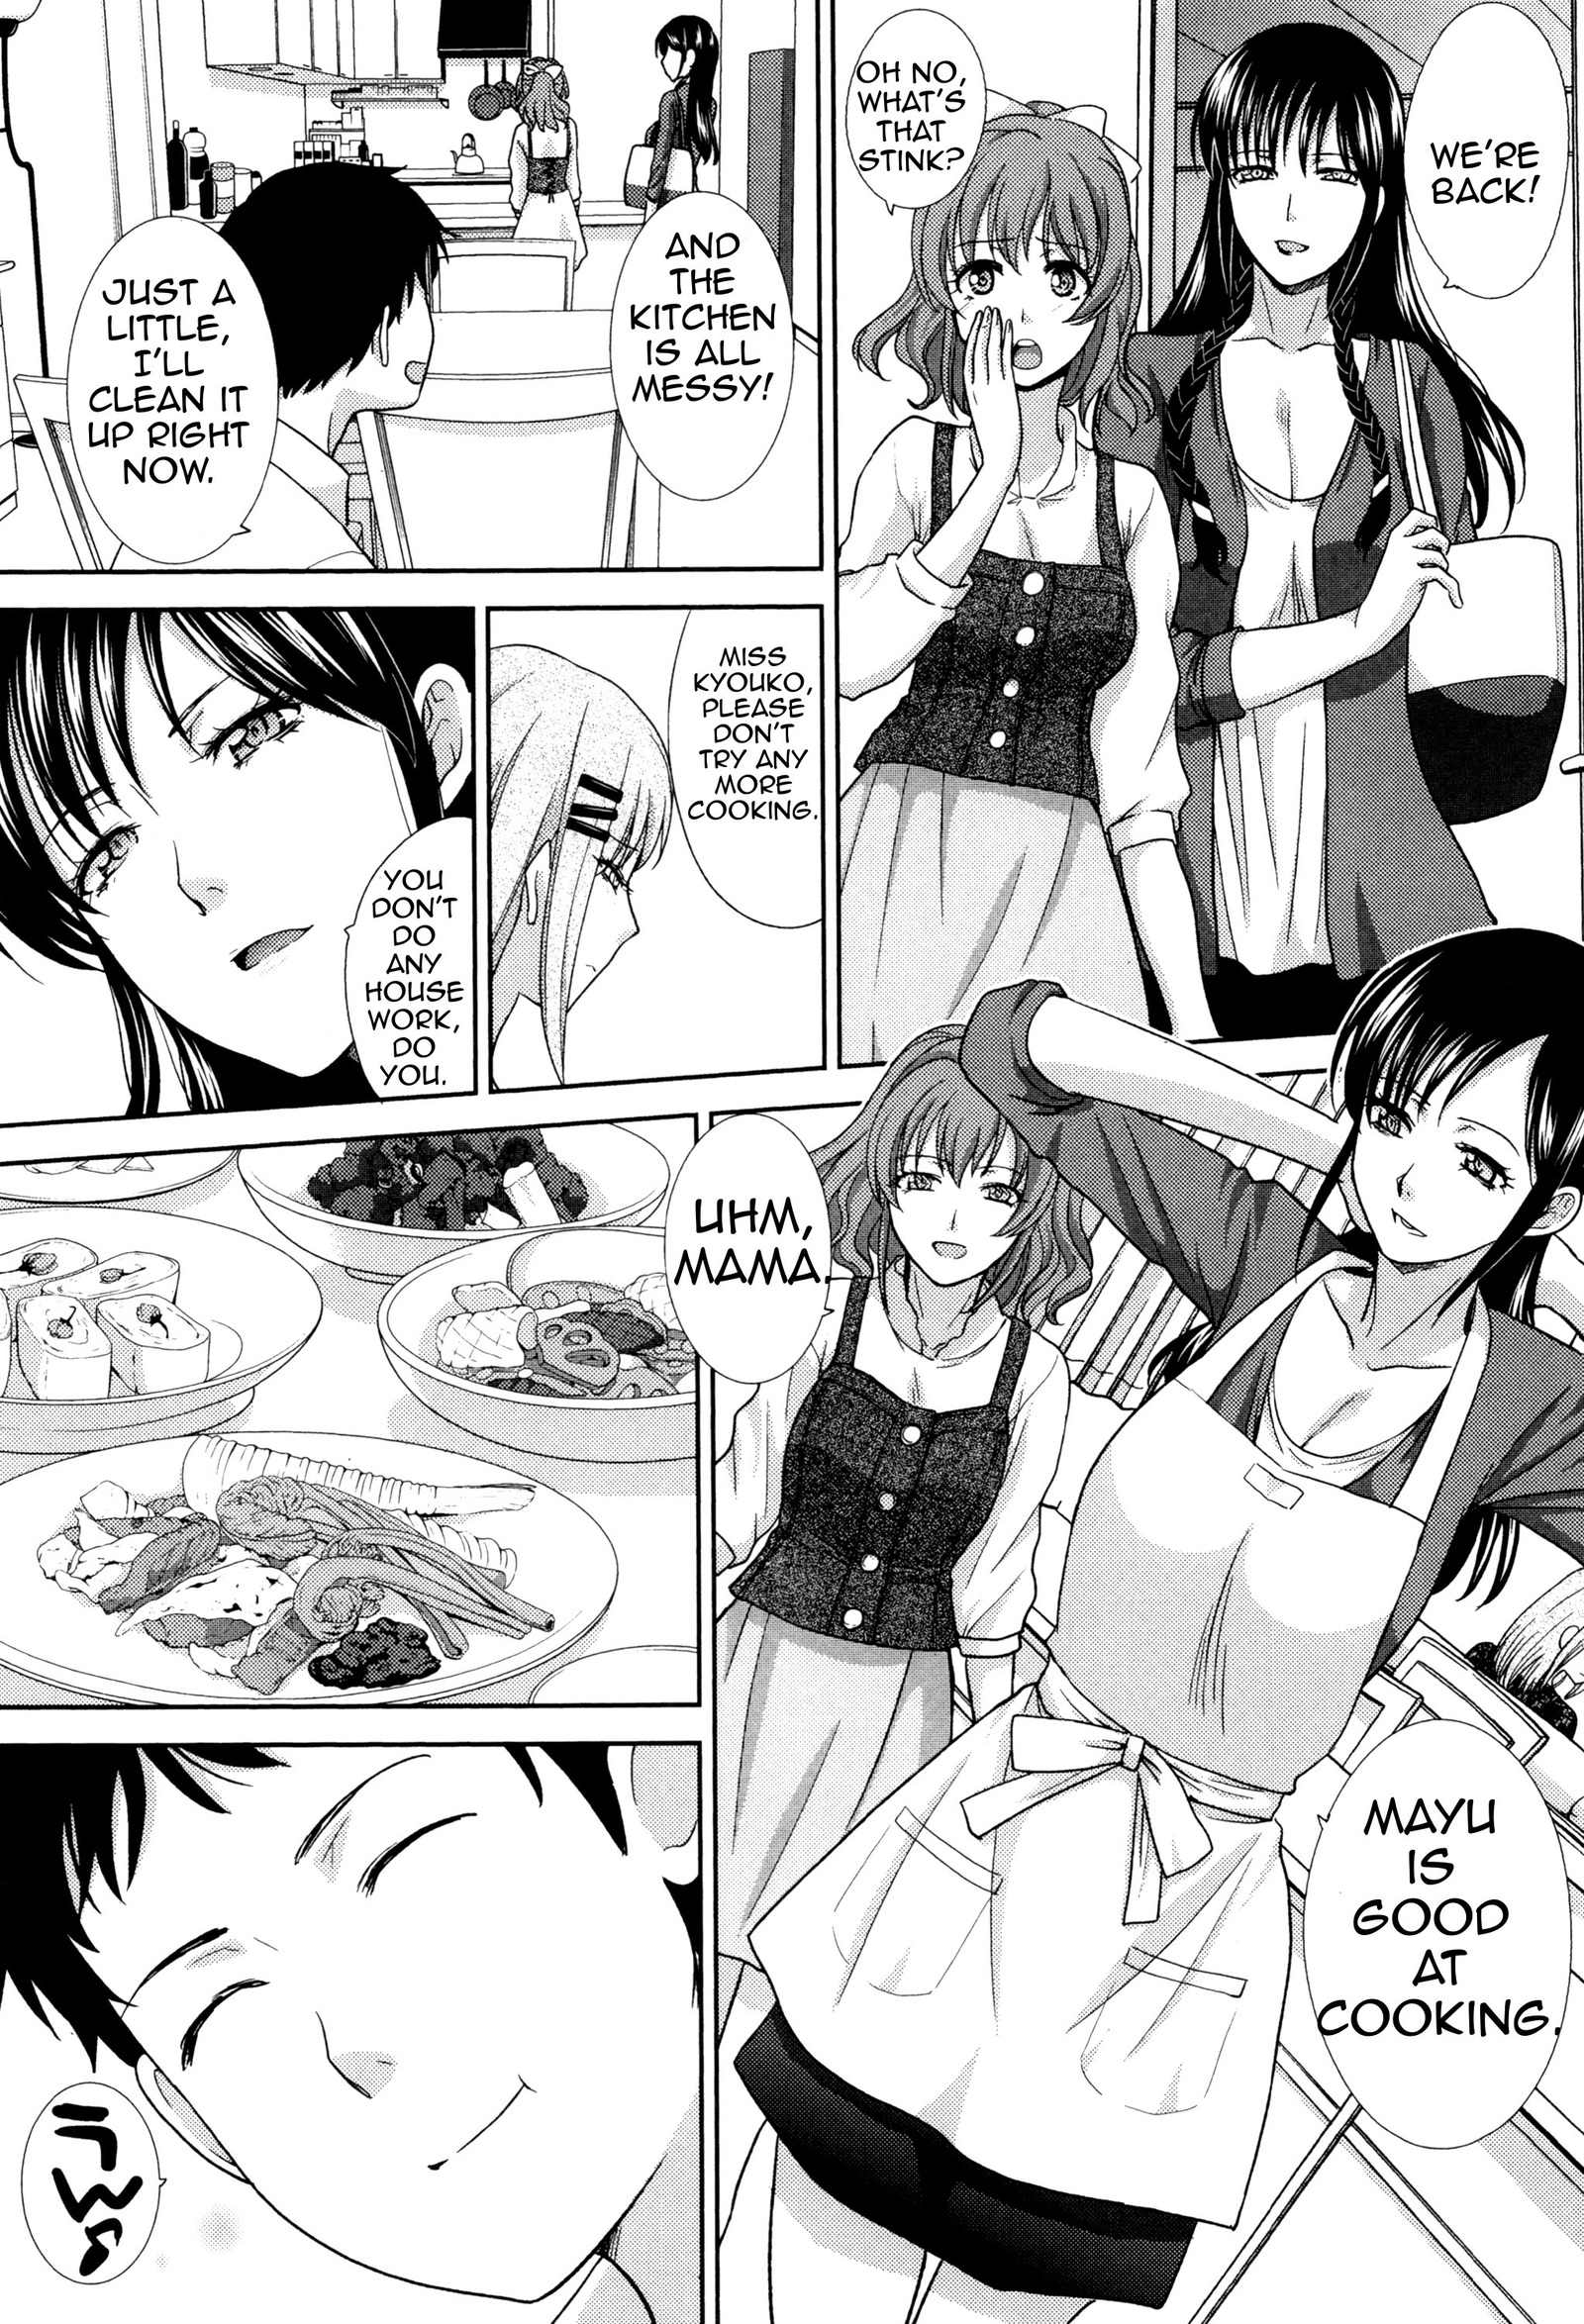 WE'RE
BACK!
OH NO,
WHAT'S
THAT
STINK?
AND
THE
KITCHEN
IS ALL
MESSY!
JUST A
LITTLE,
I'LL
CLEAN IT
UP RIGHT
NOW.
MISS
KYOUKO,
PLEASE
DON'T
TRY ANY
MORE
COOKING.
YOU
DON'T
DO
ANY
HOUSE
WORK,
DO
YOU.
UHM,
MAMA.
MAYU
IS
GOOD
AT
COOKING.
うん♪